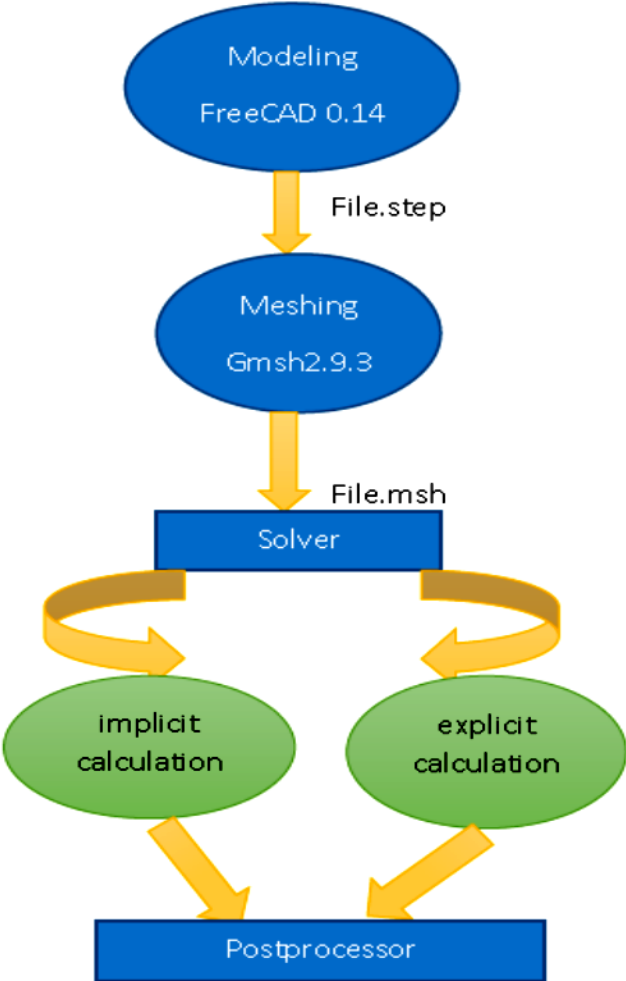 Modeling
FreeCAD 0.14
File.step
Meshing
Gmsh2.9.3
File.msh
Solver
implicit
calculation
explicit
calculation
Postprocessor